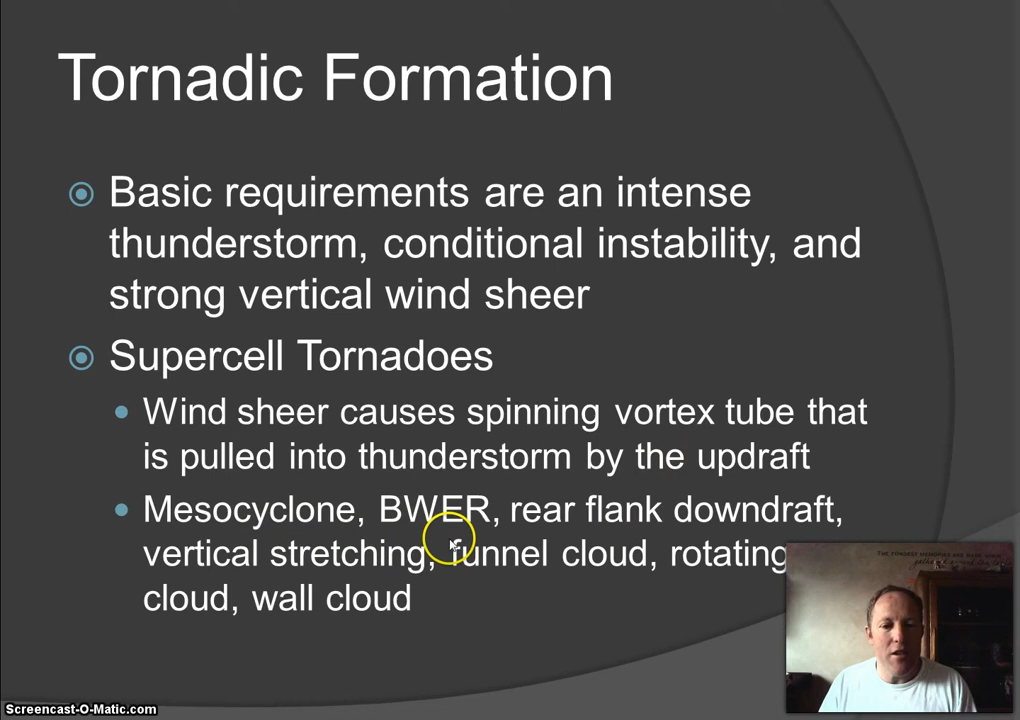 Tornadic Formation
Basic requirements are an intense
thunderstorm, conditional instability, and
strong vertical wind sheer
Supercell Tornadoes
Wind sheer causes spinning vortex tube that
is pulled into thunderstorm by the updraft
Mesocyclone, BWER, rear flank downdraft,
vertical stretching, funnel cloud, rotating
cloud, wall cloud
Screencast-O-Matic.com